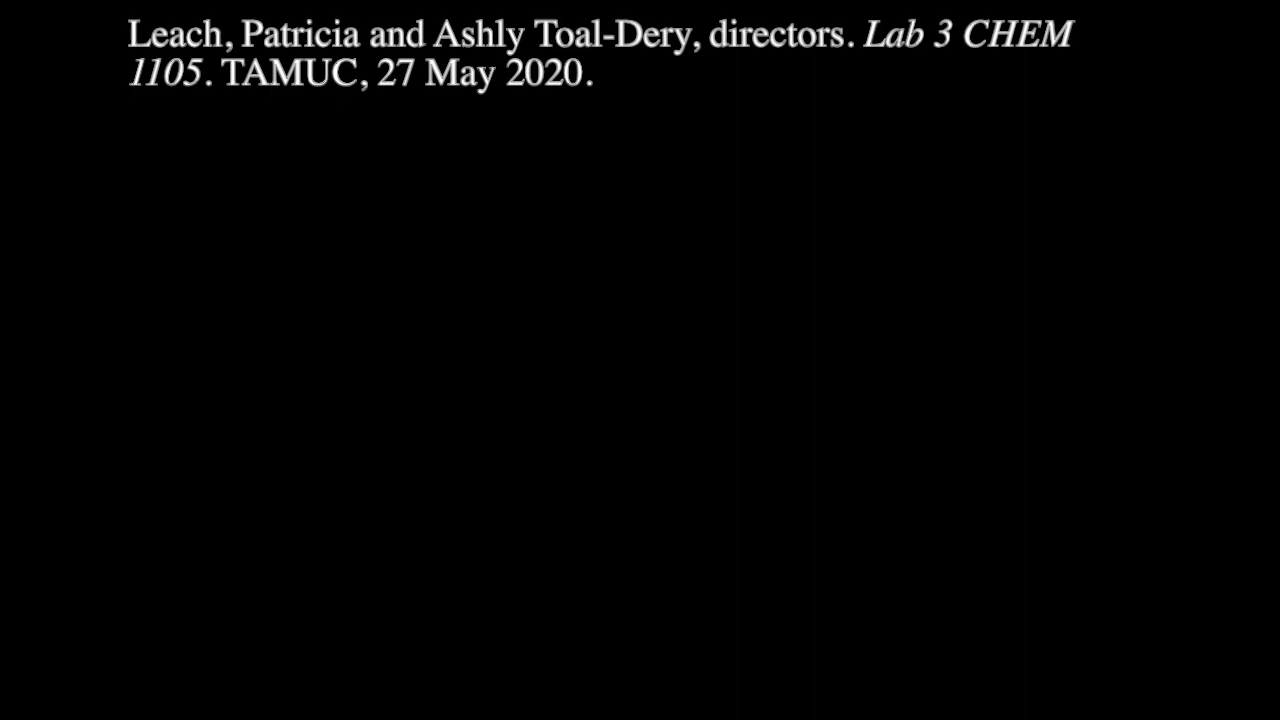 Leach, Patricia and Ashly Toal-Dery, directors. Lab 3 CHEM
1105. TAMUC, 27 May 2020.